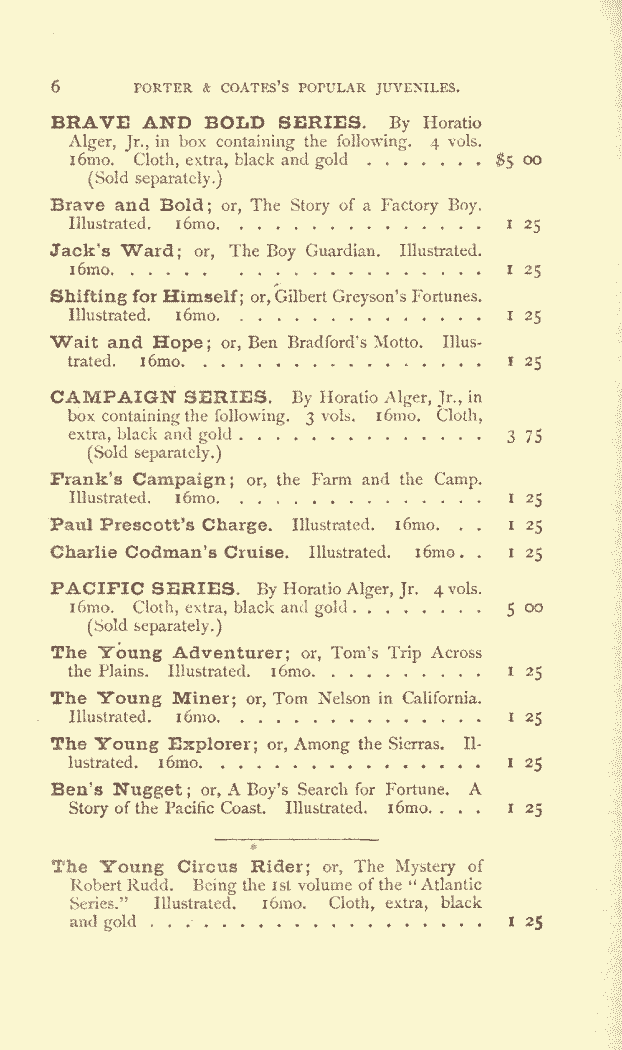 6 PORTER & COATES'S POPULAR JUVENILES.
BRAVE AND BOLD SERIES. By Horatio
Alger, Jr., in box containing the following. 4 vols.
16mo. Cloth, extra, black and gold . . . . . . . $5 00
(Sold separately.)
Brave and Bold; or, The Story of a Factory Boy.
Illustrated. 16mo. . . . . . . . . . . . . . . 1 25
Jack's Ward; or, The Boy Guardian. Illustrated.
16mo. . . . . . . . . . . . . . . . . . . . 1 25
Shifting for Himself; or, Gilbert Greyson's Fortunes.
Illustrated. 16mo. . . . . . . . . . . . . . . 1 25
Wait and Hope; or, Ben Bradford's Motto. Illus-
trated. 16mo. . . . . . . . . . . . . . . . . 1 25
CAMPAIGN SERIES. By Horatio Alger, Jr., in
box containing the following. 3 vols. 16mo. Cloth,
extra, black and gold . . . . . . . . . . . . . . 3 75
(Sold separately.)
Frank's Campaign; or, the Farm and the Camp.
Illustrated. 16mo. . . . . . . . . . . . . . . 1 25
Paul Prescott's Charge. Illustrated. 16mo. . . 1 25
Charlie Codman's Cruise. Illustrated. 16mo . . 1 25
PACIFIC SERIES. By Horatio Alger, Jr. 4 vols.
16mo. Cloth, extra, black and gold . . . . . . . . 5 00
(Sold separately.)
The Young Adventurer; or, Tom's Trip Across
the Plains. Illustrated. 16mo. . . . . . . . . . 1 25
The Young Miner; or, Tom Nelson in California.
Illustrated. 16mo. . . . . . . . . . . . . . . 1 25
The Young Explorer; or, Among the Sierras. Il-
lustrated. 16mo. . . . . . . . . . . . . . . . 1 25
Ben's Nugget; or, A Boy's Search for Fortune. A
Story of the Pacific Coast. Illustrated. 16mo. . . . 1 25
The Young Circus Rider; or, The Mystery of
Robert Rudd. Being the 1st volume of the "Atlantic
Series." Illustrated. 16mo. Cloth, extra, black
and gold . . . . . . . . . . . . . . . . . . . 1 25